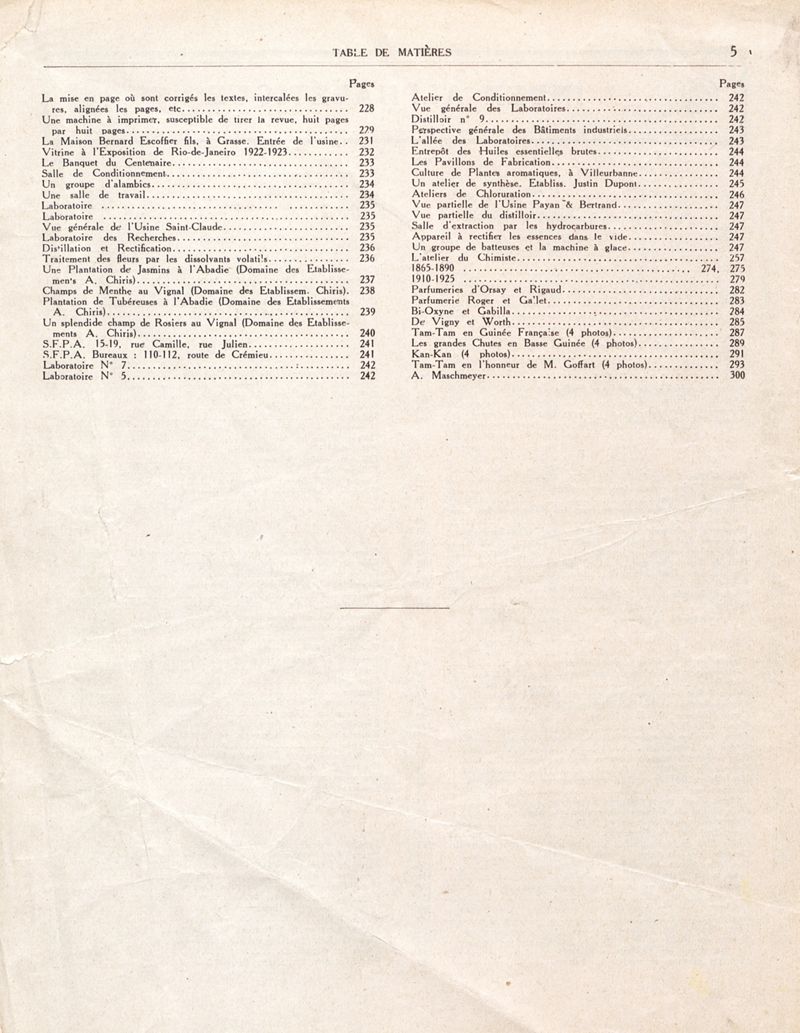 TABLE DE MATIÈRES 5
Pages
La mise en page où sont corrigés les textes, intercalées les gravu-
res, alignées les pages, etc. 228
Une machine à imprimer, susceptible de tirer la revue, huit pages
par huit pages 229
La Maison Bernard Escoffier fils, à Grasse. Entrée de l'usine.. 231
Vitrine à l'Exposition de Rio-de-Janeiro 1922-1923 232
Le Banquet du Centenaire 233
Salle de Conditionnement 233
Un groupe d'alambics 234
Une salle de travail 234
Laboratoire 235
Laboratoire 235
Vue générale de l'Usine Saint-Claude 235
Laboratoire des Recherches 235
Distillation et Rectification 236
Traitement des fleurs par les dissolvants volatils 236
Une Plantation de Jasmins à l'Abadie (Domaine des Etablisse-
ments A. Chiris) 237
Champs de Menthe au Vignal (Domaine des Etablissem. Chiris). 238
Plantation de Tubéreuses à l'Abadie (Domaine des Etablissements
A. Chiris) 239
Un splendide champ de Rosiers au Vignal (Domaine des Etablisse-
ments A. Chiris) 240
S.F.P.A. 15-19, rue Camille, rue Julien 241
S.F.P.A. Bureaux : 110-112, route de Crémieu 241
Laboratoire N° 7 242
Laboratoire N° 5 242
Pages
Atelier de Conditionnement 242
Vue générale des Laboratoires 242
Distilloir n° 9 242
Perspective générale des Bâtiments industriels 243
L'allée des Laboratoires 243
Entrepôt des Huiles essentielles brutes 244
Les Pavillons de Fabrication 244
Culture de Plantes aromatiques, à Villeurbanne 244
Un atelier de synthèse. Etabliss. Justin Dupont 245
Ateliers de Chloruration 246
Vue partielle de l'Usine Payan & Bertrand 247
Vue partielle du distilloir 247
Salle d'extraction par les hydrocarbures 247
Appareil à rectifier les essences dans le vide 247
Un groupe de batteuses et la machine à glace 247
L'atelier du Chimiste 257
1865-1890 274, 275
1910-1925 279
Parfumeries d'Orsay et Rigaud 282
Parfumerie Roger et Gallet 283
Bi-Oxyne et Gabilla 284
De Vigny et Worth 285
Tam-Tam en Guinée Française (4 photos) 287
Les grandes Chutes en Basse Guinée (4 photos) 289
Kan-Kan (4 photos) 291
Tam-Tam en l'honneur de M. Goffart (4 photos) 293
A. Maschmeyer 300